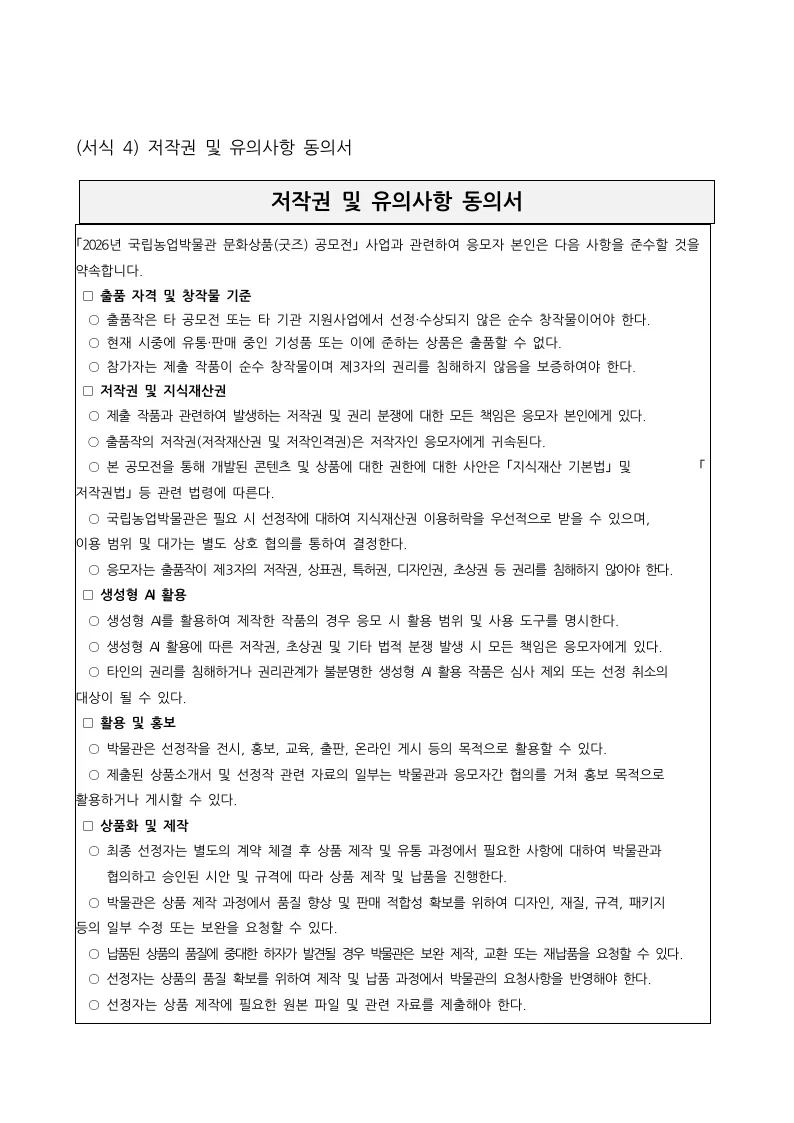 (서식 4) 저작권 및 유의사항 동의서
저작권 및 유의사항 동의서
「2026년 국립농업박물관 문화상품(굿즈) 공모전」 사업과 관련하여 응모자 본인은 다음 사항을 준수할 것을
약속합니다.
□ 출품 자격 및 창작물 기준
○ 출품작은 타 공모전 또는 타 기관 지원사업에서 선정·수상되지 않은 순수 창작물이어야 한다.
○ 현재 시중에 유통·판매 중인 기성품 또는 이에 준하는 상품은 출품할 수 없다.
○ 참가자는 제출 작품이 순수 창작물이며 제3자의 권리를 침해하지 않음을 보증하여야 한다.
□ 저작권 및 지식재산권
○ 제출 작품과 관련하여 발생하는 저작권 및 권리 분쟁에 대한 모든 책임은 응모자 본인에게 있다.
○ 출품작의 저작권(저작재산권 및 저작인격권)은 저작자인 응모자에게 귀속된다.
○ 본 공모전을 통해 개발된 콘텐츠 및 상품에 대한 권한에 대한 사안은 「지식재산 기본법」 및 「
저작권법」 등 관련 법령에 따른다.
○ 국립농업박물관은 필요 시 선정작에 대하여 지식재산권 이용허락을 우선적으로 받을 수 있으며,
이용 범위 및 대가는 별도 상호 협의를 통하여 결정한다.
○ 응모자는 출품작이 제3자의 저작권, 상표권, 특허권, 디자인권, 초상권 등 권리를 침해하지 않아야 한다.
□ 생성형 AI 활용
○ 생성형 AI를 활용하여 제작한 작품의 경우 응모 시 활용 범위 및 사용 도구를 명시한다.
○ 생성형 AI 활용에 따른 저작권, 초상권 및 기타 법적 분쟁 발생 시 모든 책임은 응모자에게 있다.
○ 타인의 권리를 침해하거나 권리관계가 불분명한 생성형 AI 활용 작품은 심사 제외 또는 선정 취소의
대상이 될 수 있다.
□ 활용 및 홍보
○ 박물관은 선정작을 전시, 홍보, 교육, 출판, 온라인 게시 등의 목적으로 활용할 수 있다.
○ 제출된 상품소개서 및 선정작 관련 자료의 일부는 박물관과 응모자간 협의를 거쳐 홍보 목적으로
활용하거나 게시할 수 있다.
□ 상품화 및 제작
○ 최종 선정자는 별도의 계약 체결 후 상품 제작 및 유통 과정에서 필요한 사항에 대하여 박물관과
협의하고 승인된 시안 및 규격에 따라 상품 제작 및 납품을 진행한다.
○ 박물관은 상품 제작 과정에서 품질 향상 및 판매 적합성 확보를 위하여 디자인, 재질, 규격, 패키지
등의 일부 수정 또는 보완을 요청할 수 있다.
○ 납품된 상품의 품질에 중대한 하자가 발견될 경우 박물관은 보완 제작, 교환 또는 재납품을 요청할 수 있다.
○ 선정자는 상품의 품질 확보를 위하여 제작 및 납품 과정에서 박물관의 요청사항을 반영해야 한다.
○ 선정자는 상품 제작에 필요한 원본 파일 및 관련 자료를 제출해야 한다.